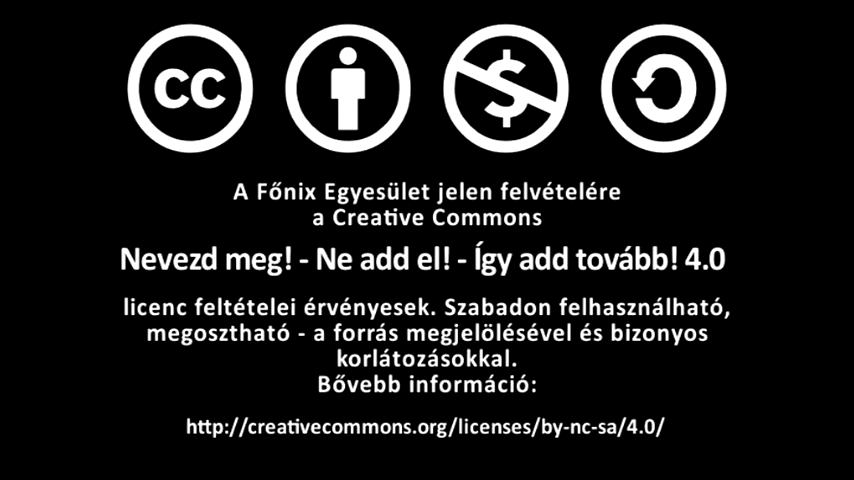 cc
$
A Főnix Egyesület jelen felvételére
a Creative Commons
Nevezd meg! - Ne add el! - Így add tovább! 4.0
licenc feltételei érvényesek. Szabadon felhasználható,
megosztható - a forrás megjelölésével és bizonyos
korlátozásokkal.
Bővebb információ:
http://creativecommons.org/licenses/by-nc-sa/4.0/